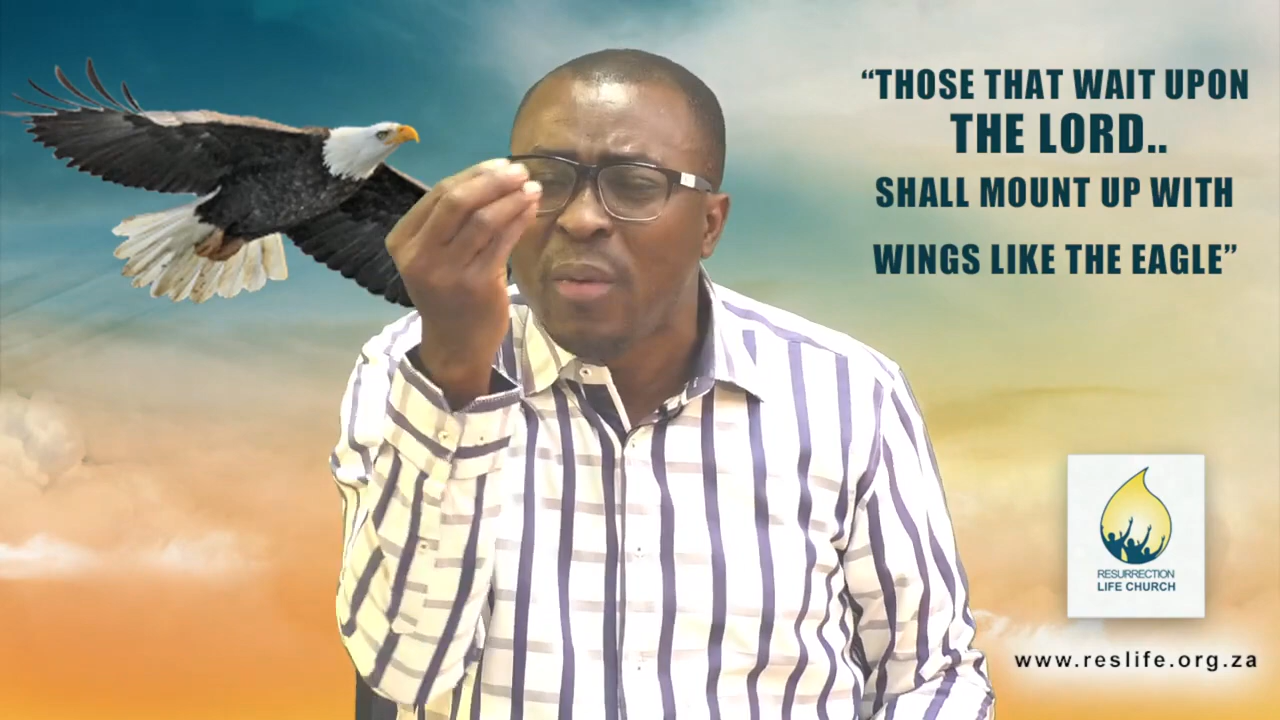 “THOSE THAT WAIT UPON
THE LORD..
SHALL MOUNT UP WITH
WINGS LIKE THE EAGLE”
RESURRECTION
LIFE CHURCH
www.reslife.org.za